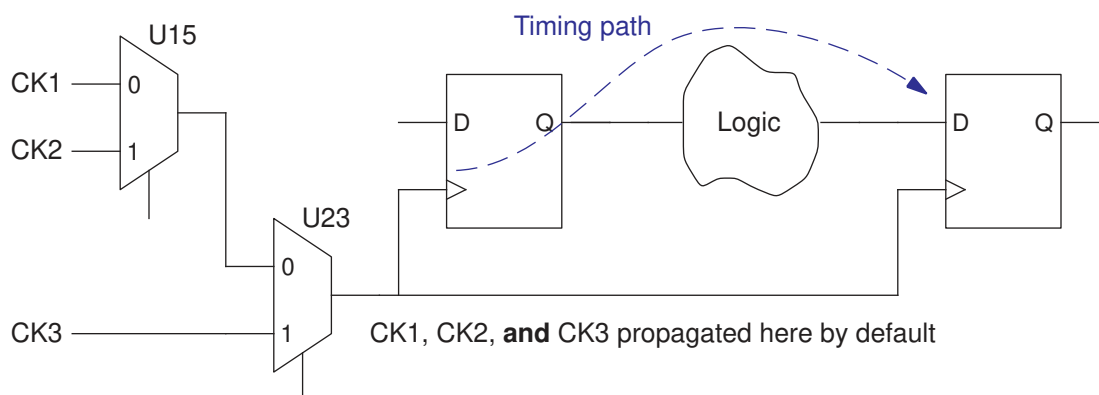 Timing path
U15
CK1
0
CK2
1
D
Q
Logic
D
Q
U23
0
CK3
1
CK1, CK2, and CK3 propagated here by default